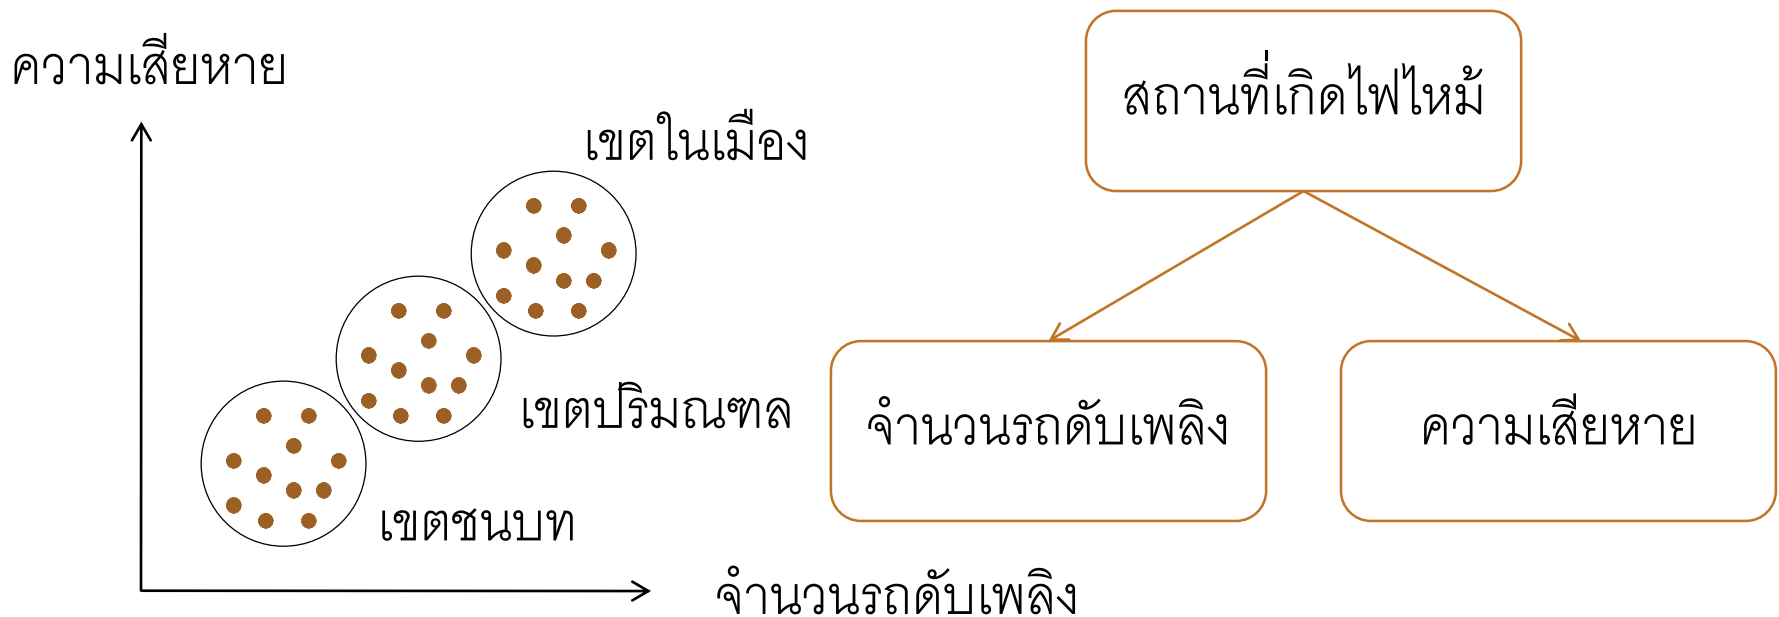 ความเสียหาย
เขตในเมือง
เขตปริมณฑล
เขตชนบท
จำนวนรถดับเพลิง
สถานที่เกิดไฟไหม้
จำนวนรถดับเพลิง
ความเสียหาย